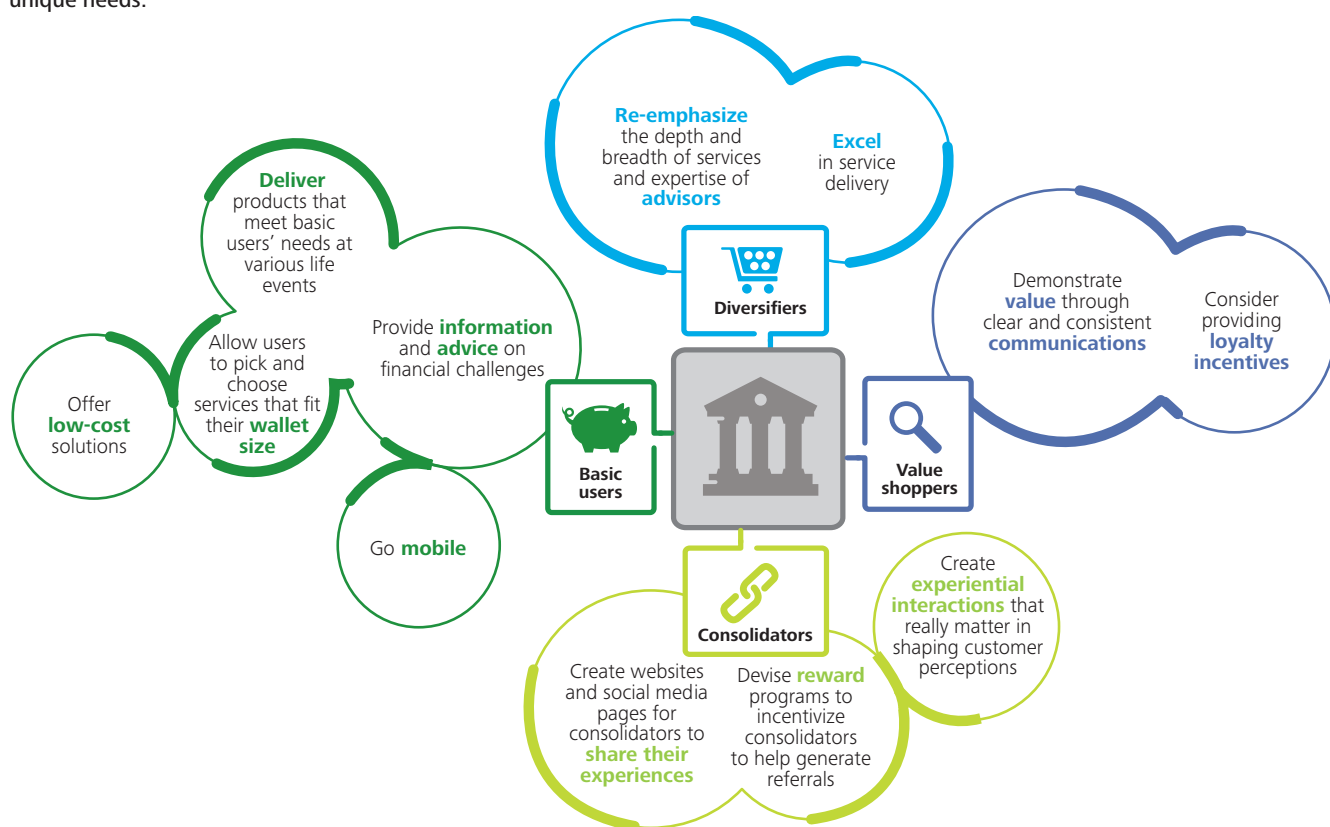 unique needs.
Re-emphasize
the depth and
breadth of services
and expertise of
advisors
Excel
in service
delivery
Diversifiers
Deliver
products that
meet basic
users’ needs at
various life
events
Allow users
to pick and
choose
services that fit
their wallet
size
Offer
low-cost
solutions
Provide information
and advice on
financial challenges
Go mobile
Basic
users
Demonstrate
value through
clear and consistent
communications
Consider
providing
loyalty
incentives
Value
shoppers
Consolidators
Create websites
and social media
pages for
consolidators to
share their
experiences
Devise reward
programs to
incentivize
consolidators
to help generate
referrals
Create
experiential
interactions that
really matter in
shaping customer
perceptions